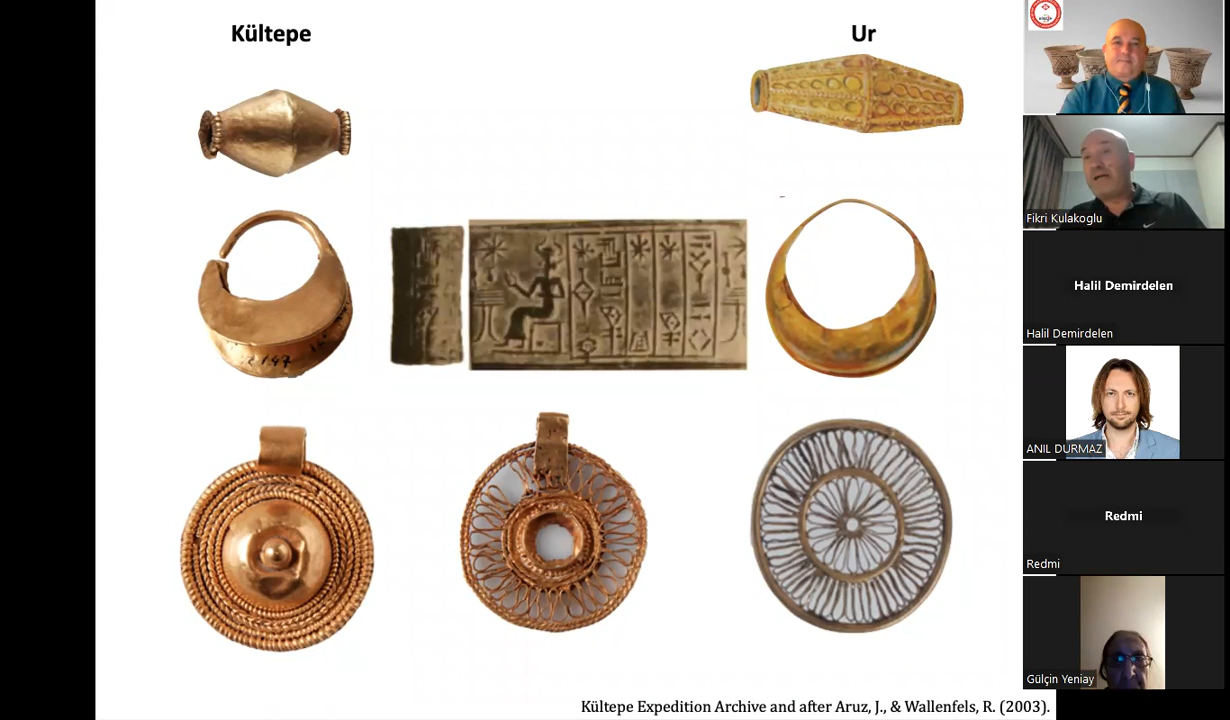 Kültepe
Ur
2147
Kültepe Expedition Archive and after Aruz, J., & Wallenfels, R. (2003).
Fikri Kulakoglu
Halil Demirdelen
Halil Demirdelen
ANIL DURMAZ
Redmi
Redmi
Gülçin Yeniay